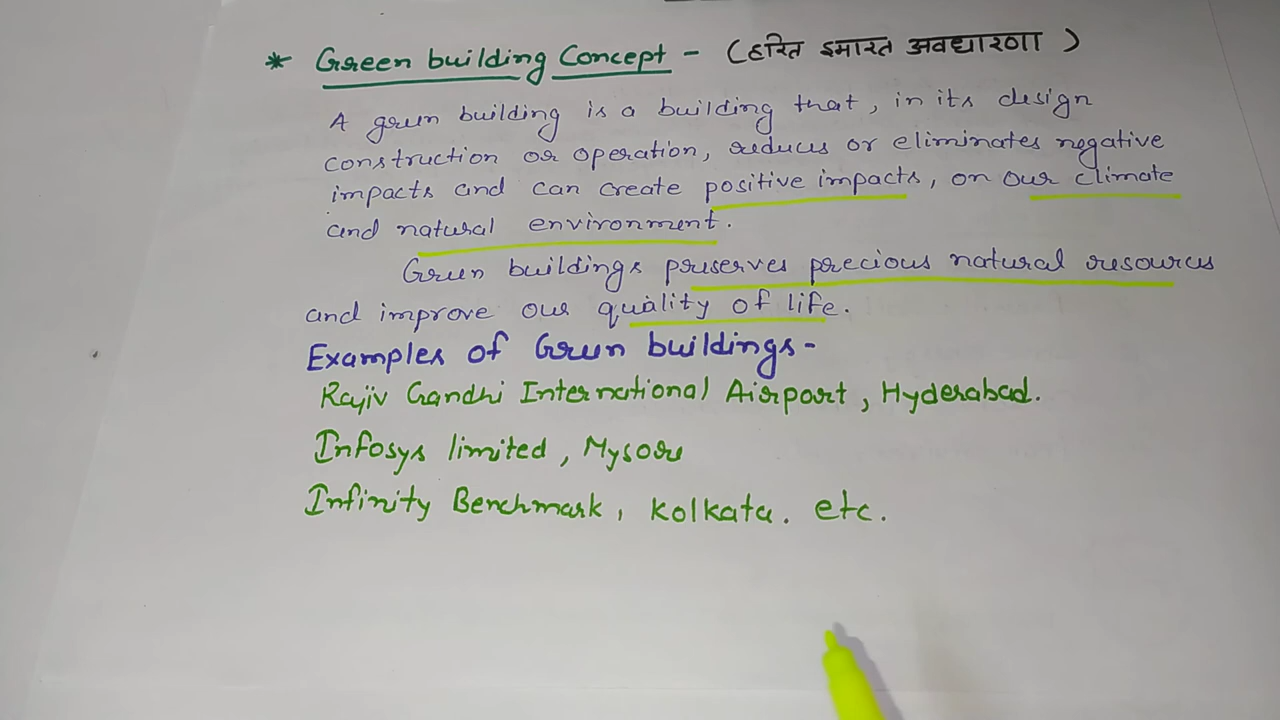 * Green building Concept - (हरित इमारत अवधारणा )
A green building is a building that, in its design
construction or operation, reduces or eliminates negative
impacts and can create positive impacts, on our climate
and natural environment.
Green buildings preserves precious natural resources
and improve our quality of life.
Examples of Green buildings-
Rajiv Gandhi International Airport, Hyderabad.
Infosys limited, Mysore
Infinity Benchmark, Kolkata. etc.